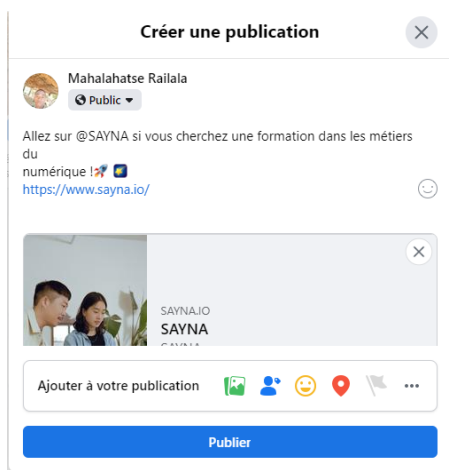 Créer une publication
Mahalahatse Railala
Public
Allez sur @SAYNA si vous cherchez une formation dans les métiers
du
numérique !🚀 🌠
https://www.sayna.io/
SAYNA.IO
SAYNA
Ajouter à votre publication
Publier